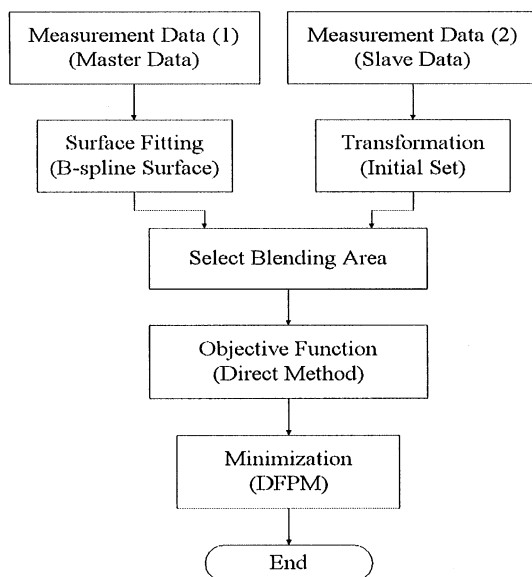 Measurement Data (1)
(Master Data)
Measurement Data (2)
(Slave Data)
Surface Fitting
(B-spline Surface)
Transformation
(Initial Set)
Select Blending Area
Objective Function
(Direct Method)
Minimization
(DFPM)
End